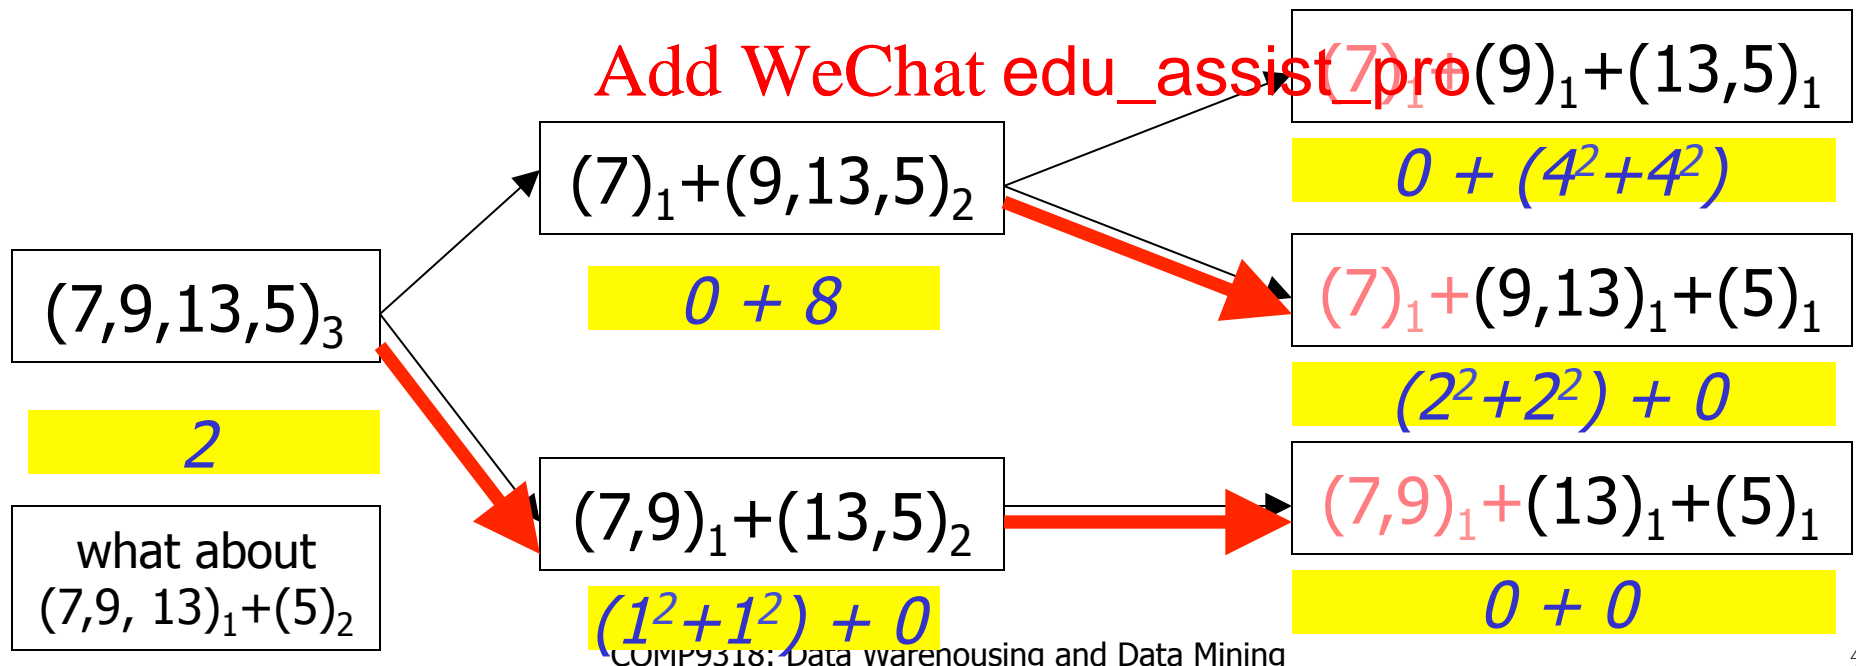 Add WeChat edu_assist_pro
(7)₁+(9)₁+(13,5)₁
0 + (4²+4²)
(7)₁+(9,13,5)₂
0 + 8
(7)₁+(9,13)₁+(5)₁
(2²+2²) + 0
(7,9,13,5)₃
2
(7,9)₁+(13,5)₂
(1²+1²) + 0
(7,9)₁+(13)₁+(5)₁
0 + 0
what about
(7,9, 13)₁+(5)₂
COMP9318: Data Warehousing and Data Mining